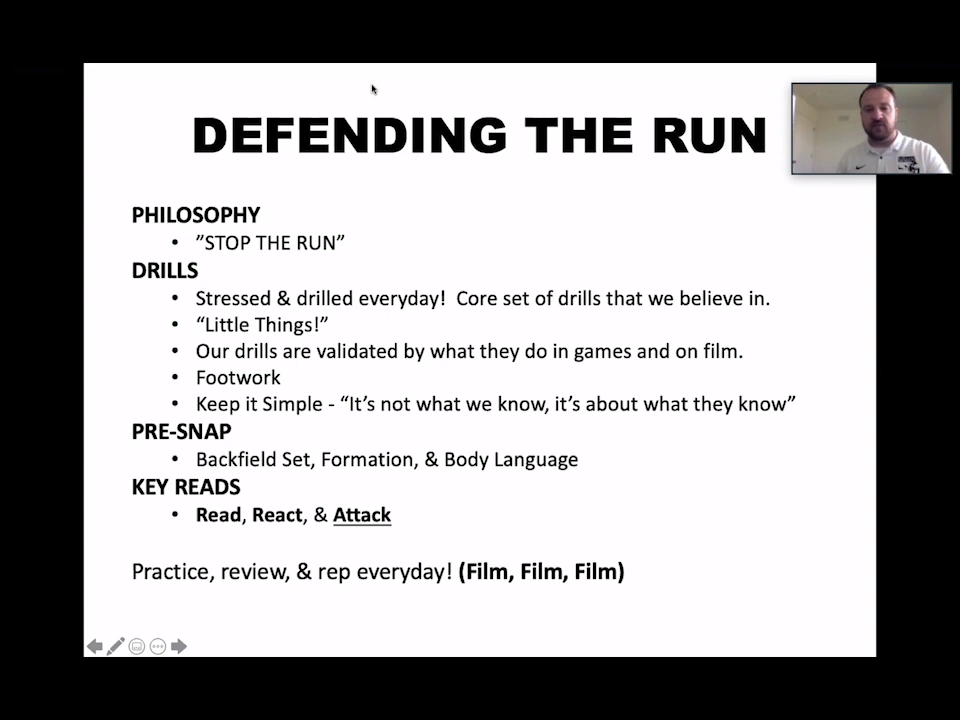 DEFENDING THE RUN
PHILOSOPHY
• ”STOP THE RUN”
DRILLS
• Stressed & drilled everyday!  Core set of drills that we believe in.
• “Little Things!”
• Our drills are validated by what they do in games and on film.
• Footwork
• Keep it Simple - “It’s not what we know, it’s about what they know”
PRE-SNAP
• Backfield Set, Formation, & Body Language
KEY READS
• Read, React, & Attack
Practice, review, & rep everyday! (Film, Film, Film)